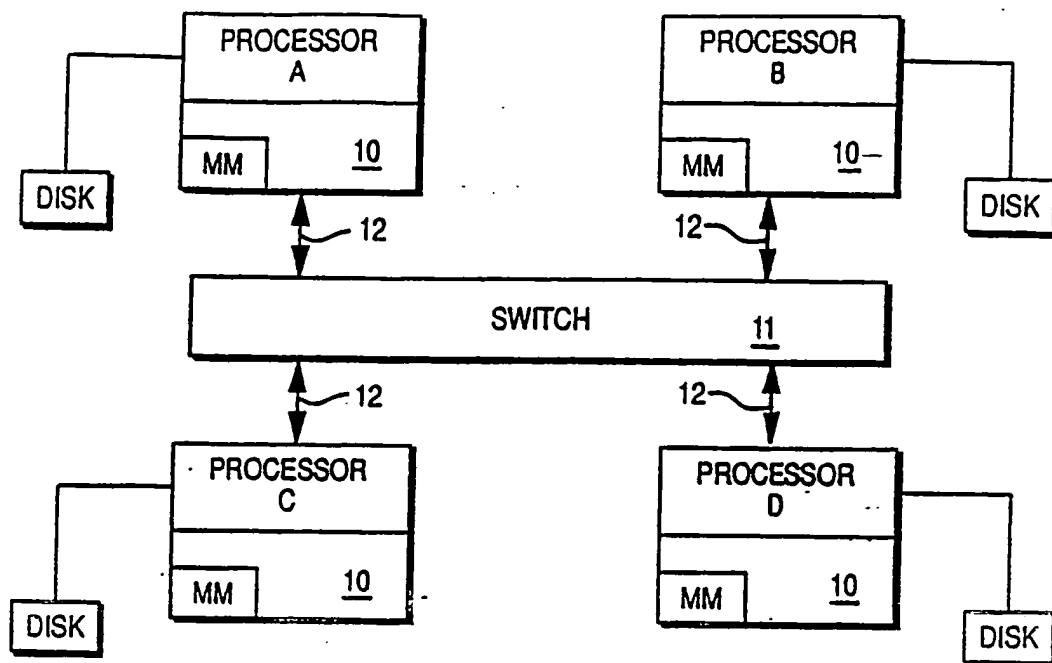 PROCESSOR
A
MM 10
DISK
PROCESSOR
B
MM 10
DISK
12
12
SWITCH 11
12
12
PROCESSOR
C
MM 10
DISK
PROCESSOR
D
MM 10
DISK